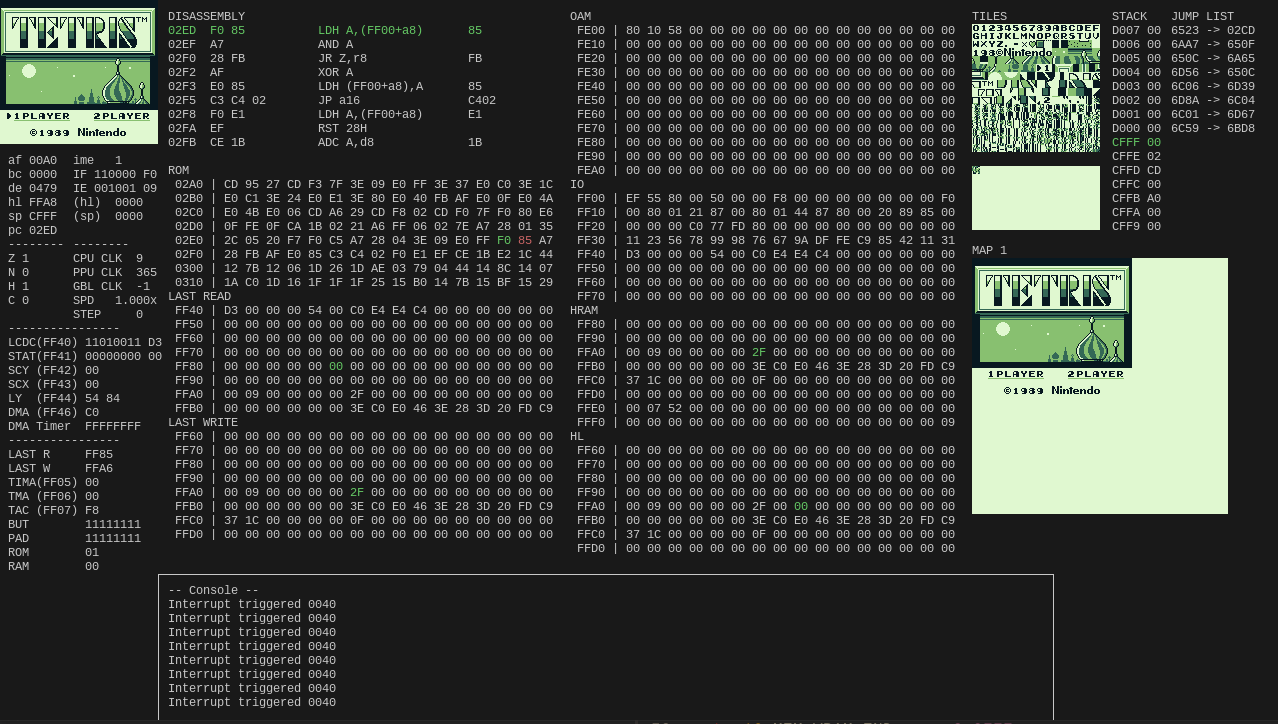 TETRIS™
1PLAYER 2PLAYER
©1989 Nintendo
af 00A0 ime 1
bc 0000 IF 110000 F0
de 0479 IE 001001 09
hl FFA8 (hl) 0000
sp CFFF (sp) 0000
pc 02ED
-------- --------
Z 1 CPU CLK 9
N 0 PPU CLK 365
H 1 GBL CLK -1
C 0 SPD 1.000x
STEP 0
----------------
LCDC(FF40) 11010011 D3
STAT(FF41) 00000000 00
SCY (FF42) 00
SCX (FF43) 00
LY (FF44) 54 84
DMA (FF46) C0
DMA Timer FFFFFFFF
----------------
LAST R FF85
LAST W FFA6
TIMA(FF05) 00
TMA (FF06) 00
TAC (FF07) F8
BUT 11111111
PAD 11111111
ROM 01
RAM 00
DISASSEMBLY
02ED F0 85 LDH A,(FF00+a8) 85
02EF A7 AND A
02F0 28 FB JR Z,r8 FB
02F2 AF XOR A
02F3 E0 85 LDH (FF00+a8),A 85
02F5 C3 C4 02 JP a16 C402
02F8 F0 E1 LDH A,(FF00+a8) E1
02FA EF RST 28H
02FB CE 1B ADC A,d8 1B
ROM
02A0 | CD 95 27 CD F3 7F 3E 09 E0 FF 3E 37 E0 C0 3E 1C
02B0 | E0 C1 3E 24 E0 E1 3E 80 E0 40 FB AF E0 0F E0 4A
02C0 | E0 4B E0 06 CD A6 29 CD F8 02 CD F0 7F F0 80 E6
02D0 | 0F FE 0F CA 1B 02 21 A6 FF 06 02 7E A7 28 01 35
02E0 | 2C 05 20 F7 F0 C5 A7 28 04 3E 09 E0 FF F0 85 A7
02F0 | 28 FB AF E0 85 C3 C4 02 F0 E1 EF CE 1B E2 1C 44
0300 | 12 7B 12 06 1D 26 1D AE 03 79 04 44 14 8C 14 07
0310 | 1A C0 1D 16 1F 1F 1F 25 15 B0 14 7B 15 BF 15 29
LAST READ
FF40 | D3 00 00 00 54 00 C0 E4 E4 C4 00 00 00 00 00 00
FF50 | 00 00 00 00 00 00 00 00 00 00 00 00 00 00 00 00
FF60 | 00 00 00 00 00 00 00 00 00 00 00 00 00 00 00 00
FF70 | 00 00 00 00 00 00 00 00 00 00 00 00 00 00 00 00
FF80 | 00 00 00 00 00 00 00 00 00 00 00 00 00 00 00 00
FF90 | 00 00 00 00 00 00 00 00 00 00 00 00 00 00 00 00
FFA0 | 00 09 00 00 00 00 2F 00 00 00 00 00 00 00 00 00
FFB0 | 00 00 00 00 00 00 3E C0 E0 46 3E 28 3D 20 FD C9
LAST WRITE
FF60 | 00 00 00 00 00 00 00 00 00 00 00 00 00 00 00 00
FF70 | 00 00 00 00 00 00 00 00 00 00 00 00 00 00 00 00
FF80 | 00 00 00 00 00 00 00 00 00 00 00 00 00 00 00 00
FF90 | 00 00 00 00 00 00 00 00 00 00 00 00 00 00 00 00
FFA0 | 00 09 00 00 00 00 2F 00 00 00 00 00 00 00 00 00
FFB0 | 00 00 00 00 00 00 3E C0 E0 46 3E 28 3D 20 FD C9
FFC0 | 37 1C 00 00 00 00 0F 00 00 00 00 00 00 00 00 00
FFD0 | 00 00 00 00 00 00 00 00 00 00 00 00 00 00 00 00
OAM
FE00 | 80 10 58 00 00 00 00 00 00 00 00 00 00 00 00 00
FE10 | 00 00 00 00 00 00 00 00 00 00 00 00 00 00 00 00
FE20 | 00 00 00 00 00 00 00 00 00 00 00 00 00 00 00 00
FE30 | 00 00 00 00 00 00 00 00 00 00 00 00 00 00 00 00
FE40 | 00 00 00 00 00 00 00 00 00 00 00 00 00 00 00 00
FE50 | 00 00 00 00 00 00 00 00 00 00 00 00 00 00 00 00
FE60 | 00 00 00 00 00 00 00 00 00 00 00 00 00 00 00 00
FE70 | 00 00 00 00 00 00 00 00 00 00 00 00 00 00 00 00
FE80 | 00 00 00 00 00 00 00 00 00 00 00 00 00 00 00 00
FE90 | 00 00 00 00 00 00 00 00 00 00 00 00 00 00 00 00
FEA0 | 00 00 00 00 00 00 00 00 00 00 00 00 00 00 00 00
IO
FF00 | EF 55 80 00 50 00 00 F8 00 00 00 00 00 00 00 F0
FF10 | 00 80 01 21 87 00 80 01 44 87 80 00 20 89 85 00
FF20 | 00 00 00 C0 77 FD 80 00 00 00 00 00 00 00 00 00
FF30 | 11 23 56 78 99 98 76 67 9A DF FE C9 85 42 11 31
FF40 | D3 00 00 00 54 00 C0 E4 E4 C4 00 00 00 00 00 00
FF50 | 00 00 00 00 00 00 00 00 00 00 00 00 00 00 00 00
FF60 | 00 00 00 00 00 00 00 00 00 00 00 00 00 00 00 00
FF70 | 00 00 00 00 00 00 00 00 00 00 00 00 00 00 00 00
HRAM
FF80 | 00 00 00 00 00 00 00 00 00 00 00 00 00 00 00 00
FF90 | 00 00 00 00 00 00 00 00 00 00 00 00 00 00 00 00
FFA0 | 00 09 00 00 00 00 2F 00 00 00 00 00 00 00 00 00
FFB0 | 00 00 00 00 00 00 3E C0 E0 46 3E 28 3D 20 FD C9
FFC0 | 37 1C 00 00 00 00 0F 00 00 00 00 00 00 00 00 00
FFD0 | 00 00 00 00 00 00 00 00 00 00 00 00 00 00 00 00
FFE0 | 00 07 52 00 00 00 00 00 00 00 00 00 00 00 00 00
FFF0 | 00 00 00 00 00 00 00 00 00 00 00 00 00 00 00 09
HL
FF60 | 00 00 00 00 00 00 00 00 00 00 00 00 00 00 00 00
FF70 | 00 00 00 00 00 00 00 00 00 00 00 00 00 00 00 00
FF80 | 00 00 00 00 00 00 00 00 00 00 00 00 00 00 00 00
FF90 | 00 00 00 00 00 00 00 00 00 00 00 00 00 00 00 00
FFA0 | 00 09 00 00 00 00 2F 00 00 00 00 00 00 00 00 00
FFB0 | 00 00 00 00 00 00 3E C0 E0 46 3E 28 3D 20 FD C9
FFC0 | 37 1C 00 00 00 00 0F 00 00 00 00 00 00 00 00 00
FFD0 | 00 00 00 00 00 00 00 00 00 00 00 00 00 00 00 00
TILES
0123456789ABCDEF
GHIJKLMNOPQRSTUV
WXYZ.-×
Nintendo
MAP 1
TETRIS™
1PLAYER 2PLAYER
©1989 Nintendo
STACK
D007 00
D006 00
D005 00
D004 00
D003 00
D002 00
D001 00
D000 00
CFFF 00
CFFE 02
CFFD CD
CFFC 00
CFFB A0
CFFA 00
CFF9 00
JUMP LIST
6523 -> 02CD
6AA7 -> 650F
650C -> 6A65
6D56 -> 650C
6C06 -> 6D39
6D8A -> 6C04
6C01 -> 6D67
6C59 -> 6BD8
-- Console --
Interrupt triggered 0040
Interrupt triggered 0040
Interrupt triggered 0040
Interrupt triggered 0040
Interrupt triggered 0040
Interrupt triggered 0040
Interrupt triggered 0040
Interrupt triggered 0040